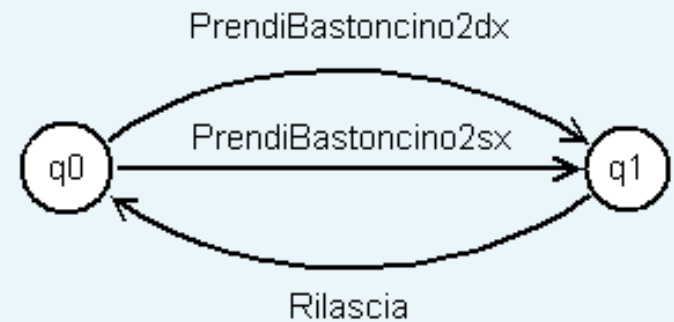 PrendiBastoncino2dx
PrendiBastoncino2sx
q0
q1
Rilascia